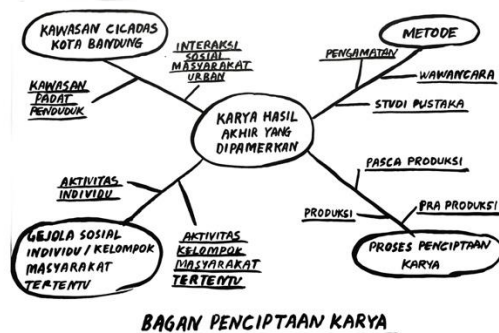 KAWASAN CICADAS
KOTA BANDUNG
INTERAKSI
SOSIAL
MASYARAKAT
URBAN
KAWASAN
PADAT
PENDUDUK
METODE
PENGAMATAN
WAWANCARA
STUDI PUSTAKA
KARYA HASIL
AKHIR YANG
DIPAMERKAN
AKTIVITAS
INDIVIDU
GEJOLA SOSIAL
INDIVIDU/KELOMPOK
MASYARAKAT
TERTENTU
AKTIVITAS
KELOMPOK
MASYARAKAT
TERTENTU
PASCA PRODUKSI
PRODUKSI
PRA PRODUKSI
PROSES PENCIPTAAN
KARYA
BAGAN PENCIPTAAN KARYA